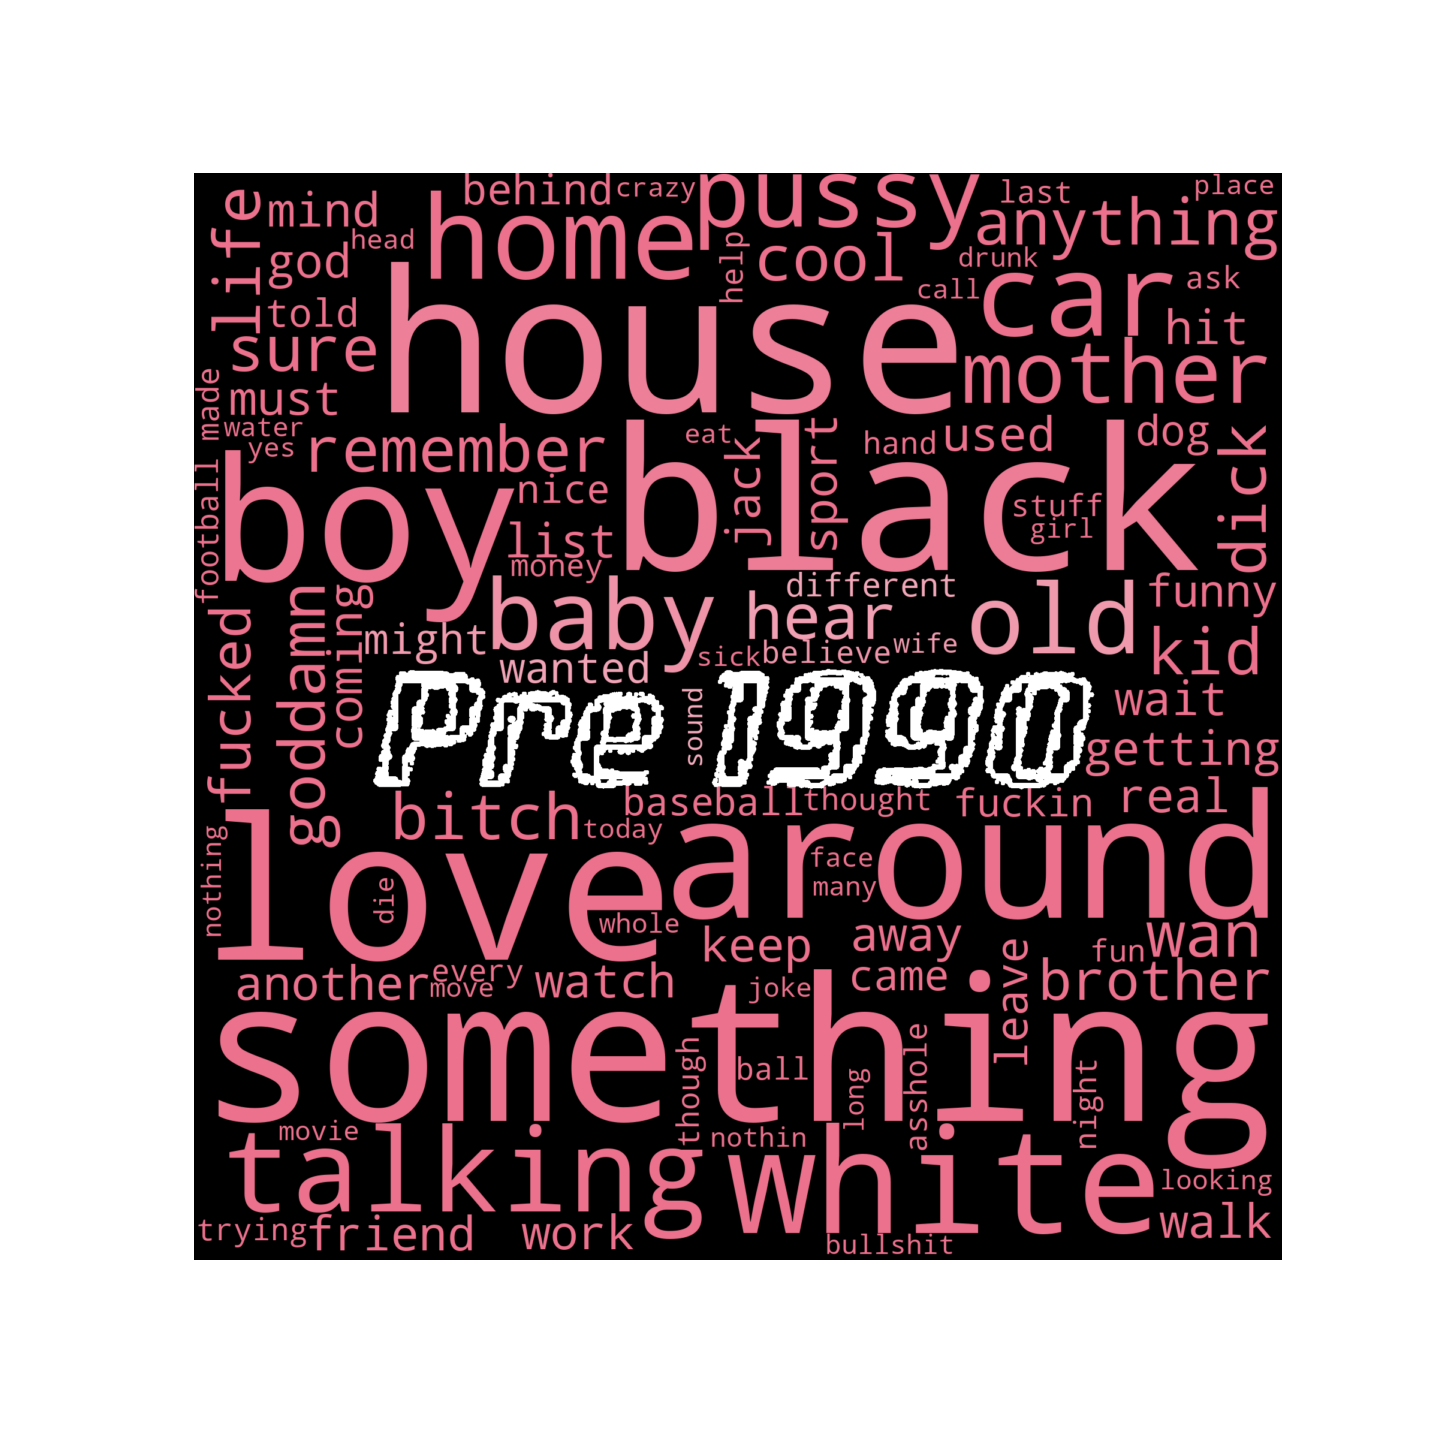 behind
crazy
pussy
last
place
life
mind
home
anything
head
god
help
cool
drunk
call
car
ask
told
house
hit
sure
mother
made
must
water
yes
remember
eat
jack
sport
hand
used
dog
dick
boy
black
nice
stuff
girl
football
list
money
different
funny
fucked
goddamn
coming
baby
hear
old
might
wanted
sick
believe
wife
kid
Pre 1990
sound
wait
getting
bitch
today
baseball
thought
fuckin
real
nothing
love
around
die
face
many
whole
keep
away
fun
wan
another
every
move
watch
joke
came
leave
brother
something
though
ball
long
asshole
night
movie
talking
nothin
white
looking
trying
friend
work
bullshit
walk